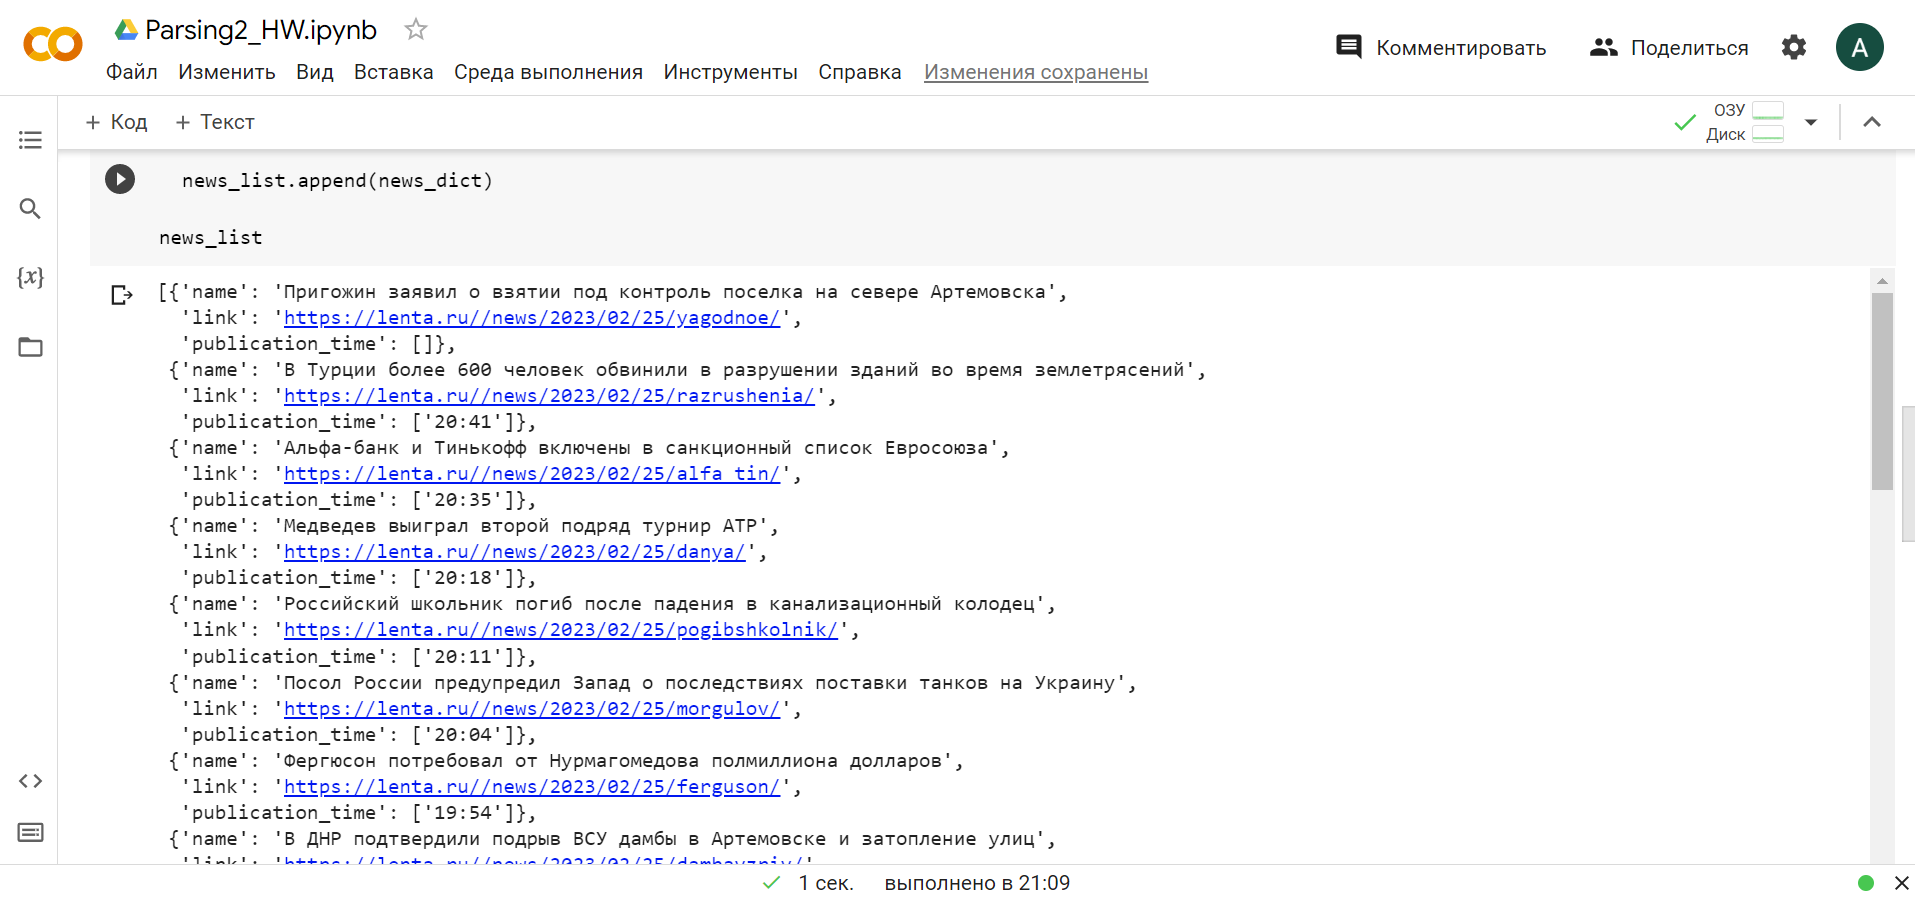 Parsing2_HW.ipynb
Файл Изменить Вид Вставка Среда выполнения Инструменты Справка Изменения сохранены
Комментировать Поделиться A
+ Код + Текст
ОЗУ
Диск
news_list.append(news_dict)
news_list
[{'name': 'Пригожин заявил о взятии под контроль поселка на севере Артемовска',
'link': 'https://lenta.ru//news/2023/02/25/yagodnoe/',
'publication_time': []},
{'name': 'В Турции более 600 человек обвинили в разрушении зданий во время землетрясений',
'link': 'https://lenta.ru//news/2023/02/25/razrushenia/',
'publication_time': ['20:41']},
{'name': 'Альфа-банк и Тинькофф включены в санкционный список Евросоюза',
'link': 'https://lenta.ru//news/2023/02/25/alfa_tin/',
'publication_time': ['20:35']},
{'name': 'Медведев выиграл второй подряд турнир ATP',
'link': 'https://lenta.ru//news/2023/02/25/danya/',
'publication_time': ['20:18']},
{'name': 'Российский школьник погиб после падения в канализационный колодец',
'link': 'https://lenta.ru//news/2023/02/25/pogibshkolnik/',
'publication_time': ['20:11']},
{'name': 'Посол России предупредил Запад о последствиях поставки танков на Украину',
'link': 'https://lenta.ru//news/2023/02/25/morgulov/',
'publication_time': ['20:04']},
{'name': 'Фергюсон потребовал от Нурмагомедова полмиллиона долларов',
'link': 'https://lenta.ru//news/2023/02/25/ferguson/',
'publication_time': ['19:54']},
{'name': 'В ДНР подтвердили подрыв ВСУ дамбы в Артемовске и затопление улиц',
1 сек. выполнено в 21:09